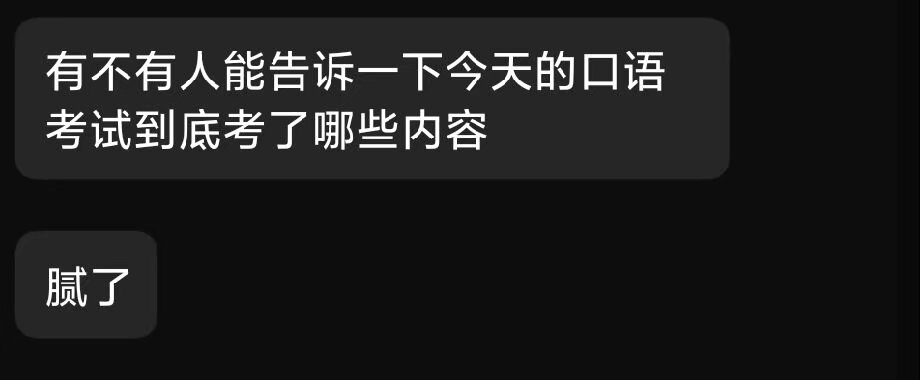 有不有人能告诉一下今天的口语
考试到底考了哪些内容
腻了